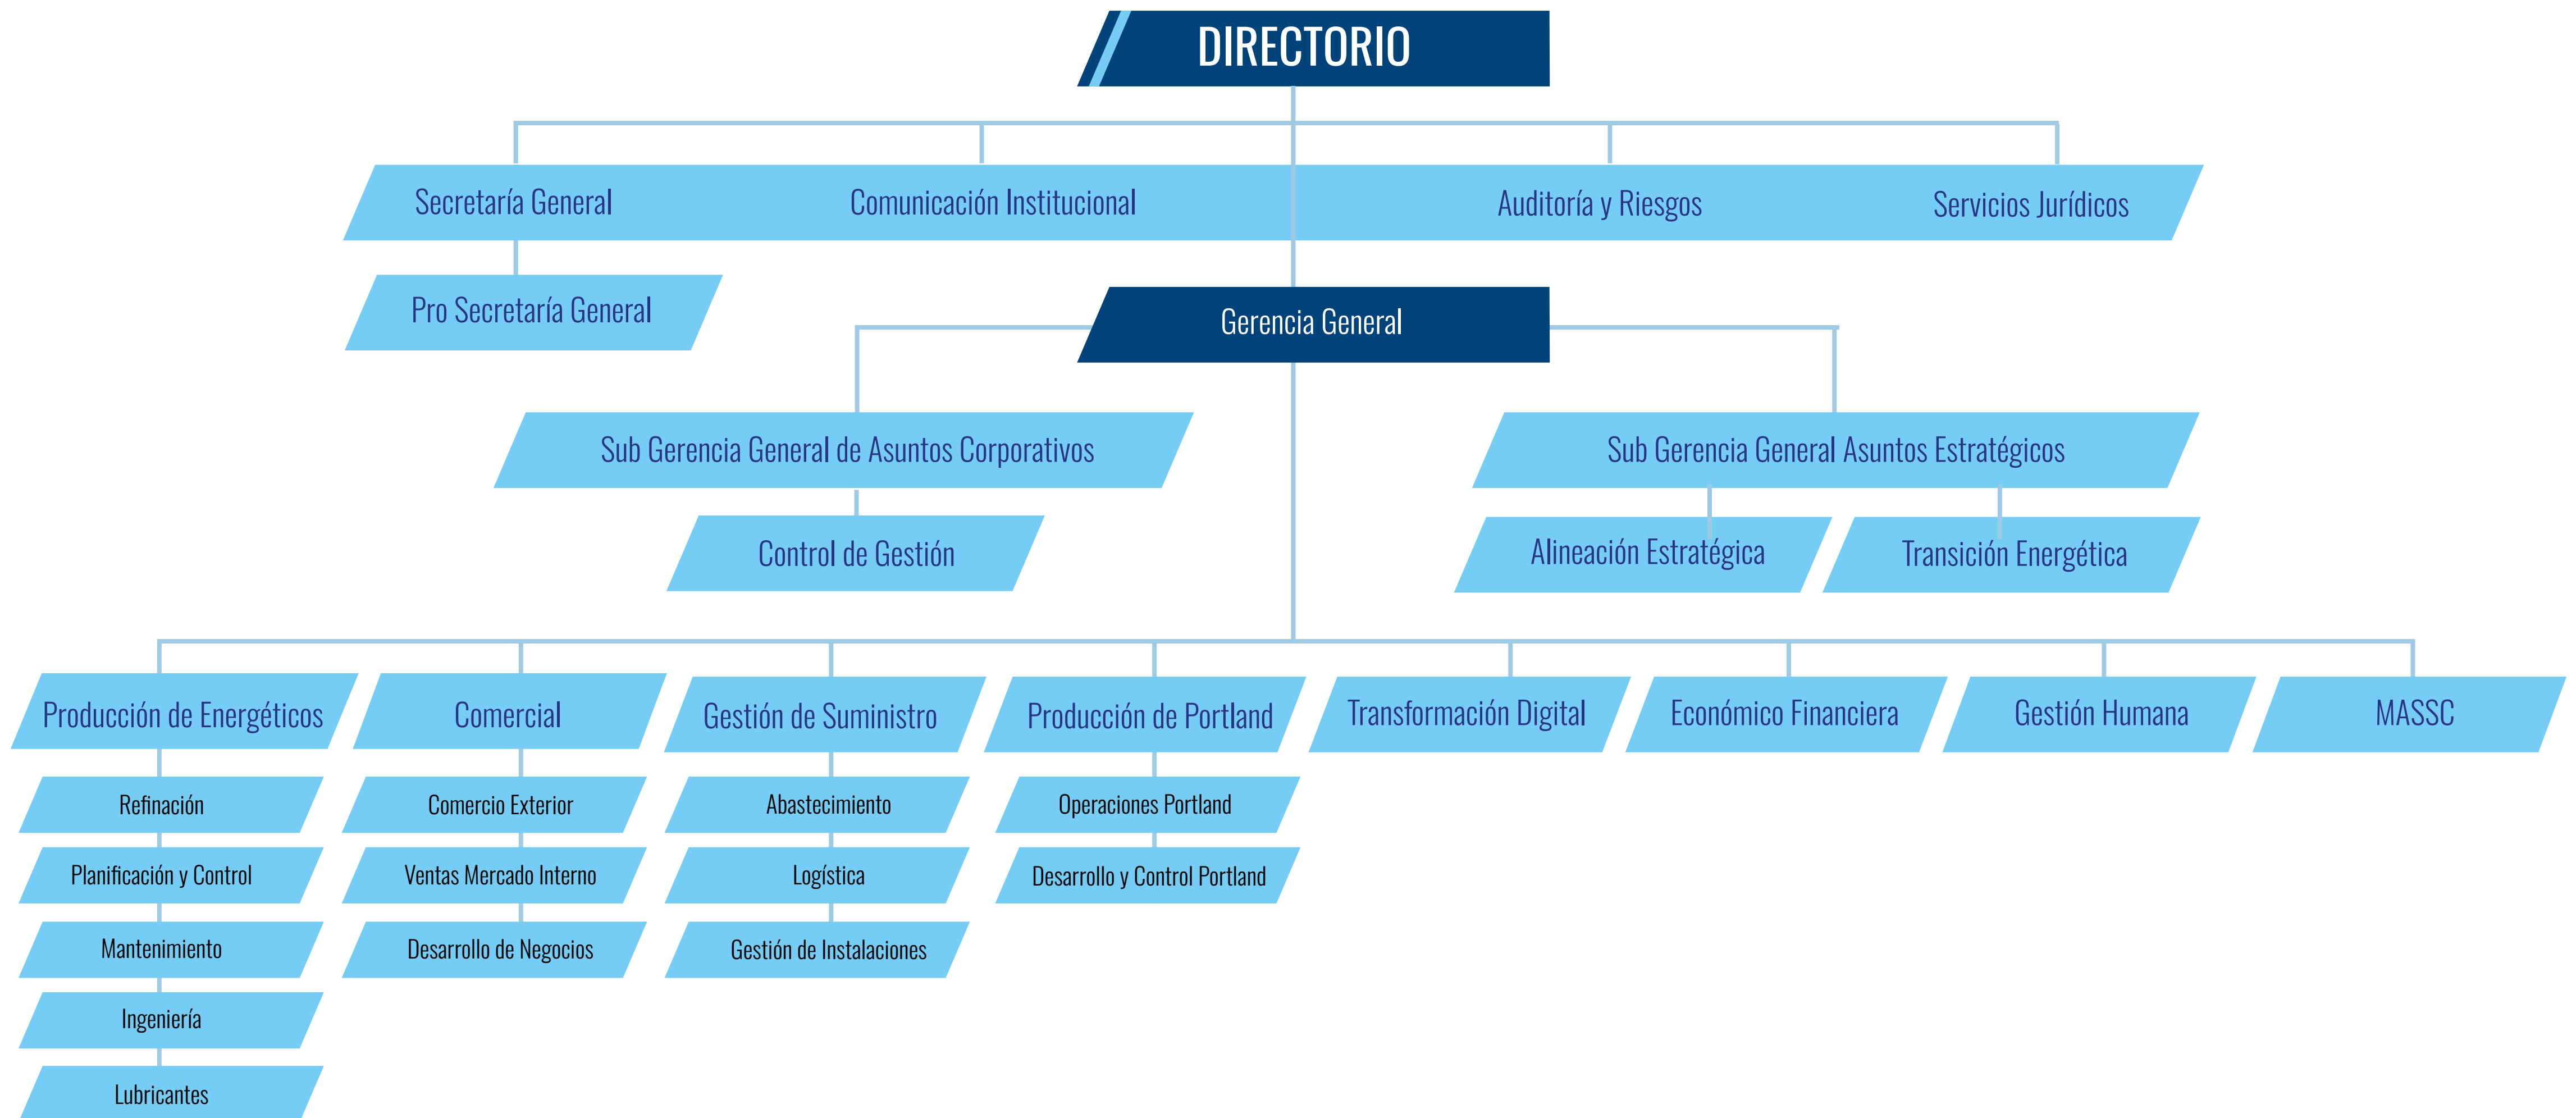 DIRECTORIO
Secretaría General
Comunicación Institucional
Auditoría y Riesgos
Servicios Jurídicos
Pro Secretaría General
Gerencia General
Sub Gerencia General de Asuntos Corporativos
Sub Gerencia General Asuntos Estratégicos
Control de Gestión
Alineación Estratégica
Transición Energética
Producción de Energéticos
Comercial
Gestión de Suministro
Producción de Portland
Transformación Digital
Económico Financiera
Gestión Humana
MASSC
Refinación
Comercio Exterior
Abastecimiento
Operaciones Portland
Planificación y Control
Ventas Mercado Interno
Logística
Desarrollo y Control Portland
Mantenimiento
Desarrollo de Negocios
Gestión de Instalaciones
Ingeniería
Lubricantes